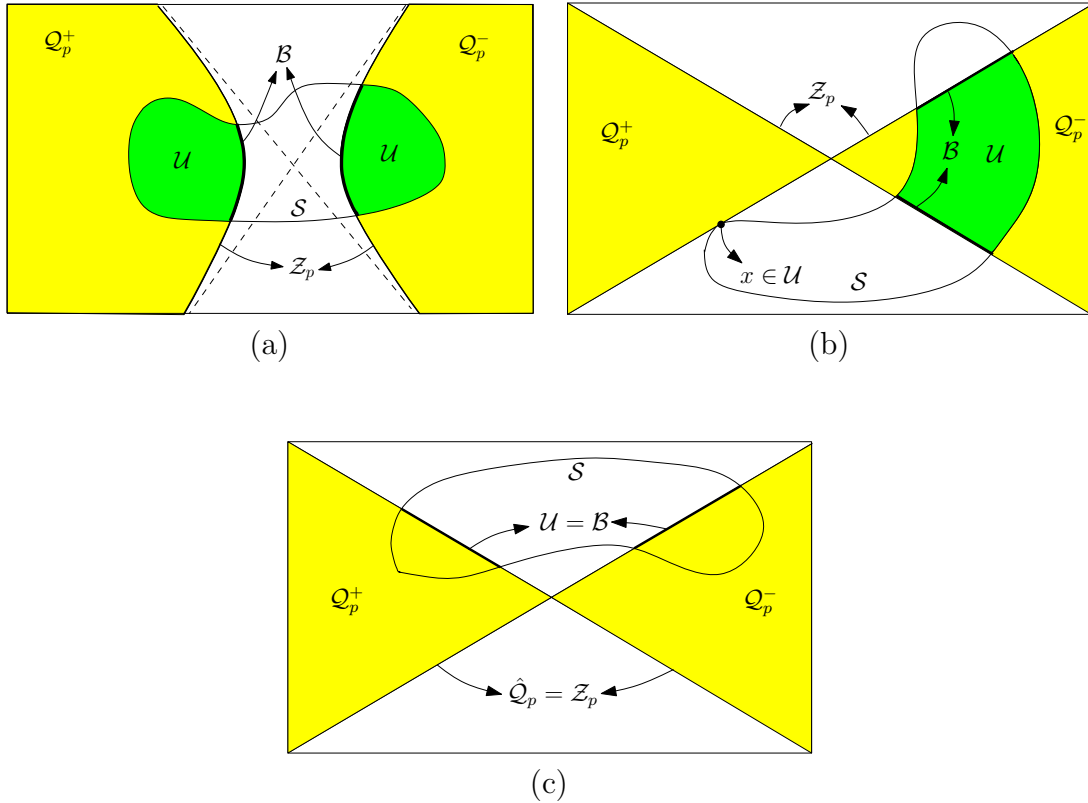 𝒬ₚ⁺ 𝒬ₚ⁻
ℬ
𝒰 𝒰
𝒮
𝒵ₚ
(a)
𝒵ₚ
𝒬ₚ⁺ 𝒬ₚ⁻
ℬ 𝒰
x ∈ 𝒰 𝒮
(b)
𝒮
𝒰 = ℬ
𝒬ₚ⁺ 𝒬ₚ⁻
𝒬̂ₚ = 𝒵ₚ
(c)